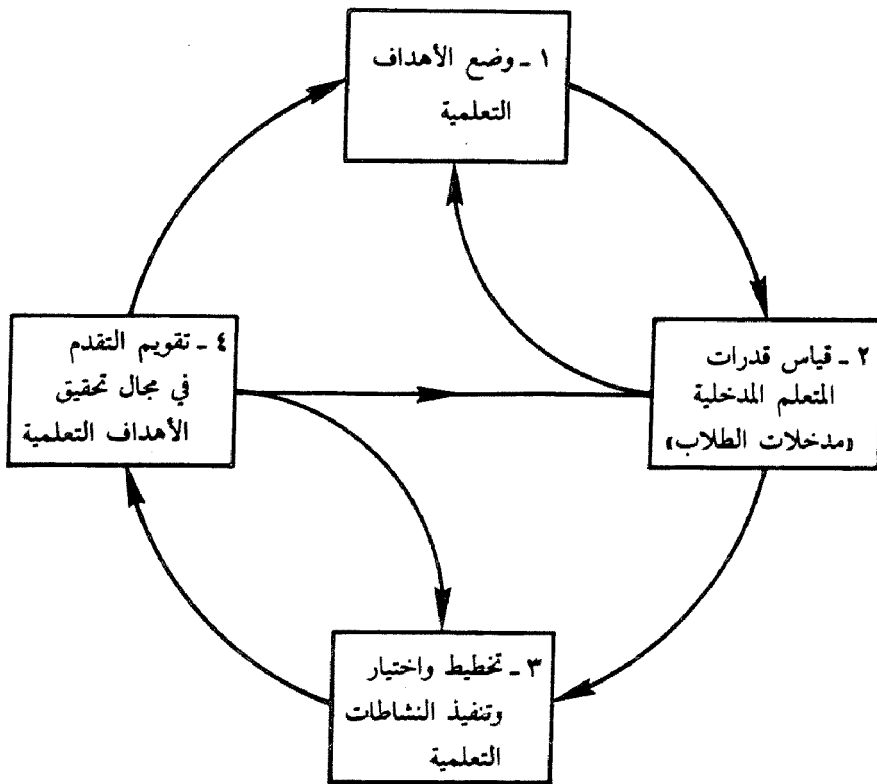 ١ - وضع الأهداف
التعلمية
٢ - قياس قدرات
المتعلم المدخلية
«مدخلات الطلاب»
٣ - تخطيط واختيار
وتنفيذ النشاطات
التعلمية
٤ - تقويم التقدم
في مجال تحقيق
الأهداف التعلمية